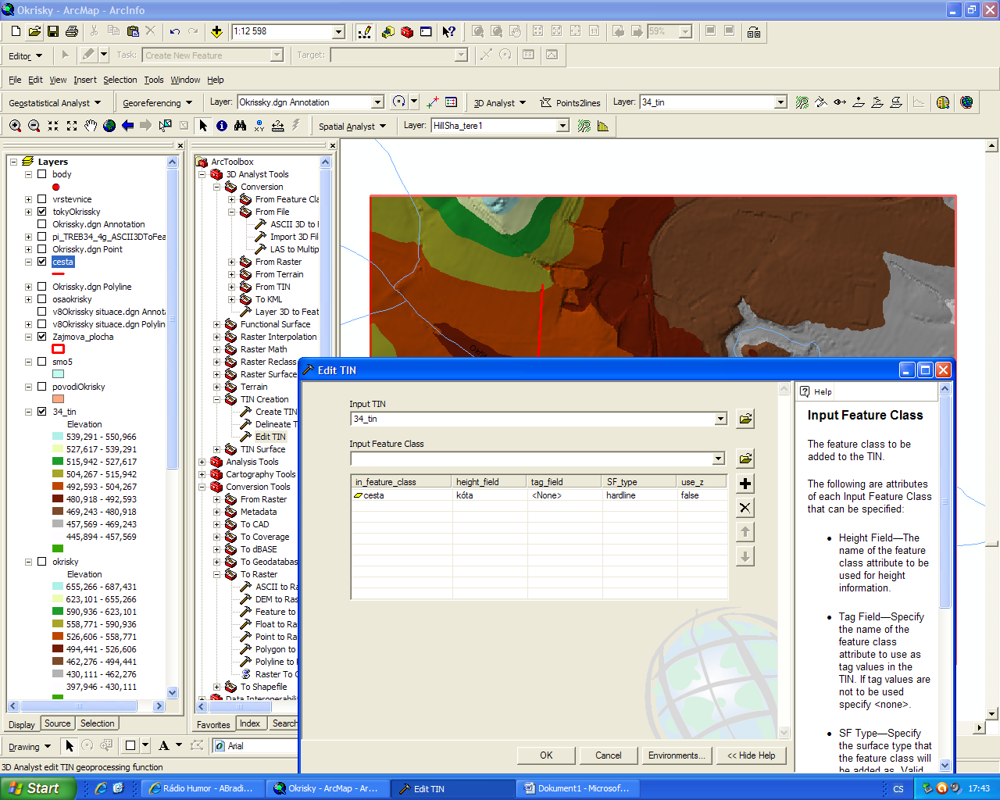 Okrisky - ArcMap - ArcInfo
1:12 598
59%
Editor
Task:
Create New Feature
Target:
File Edit View Insert Selection Tools Window Help
Geostatistical Analyst
Georeferencing
Layer:
Okrissky.dgn Annotation
3D Analyst
Points2lines
Layer:
34_tin
Spatial Analyst
Layer:
HillSha_tere1
Layers
body
vrstevnice
tokyOkrissky
Okrissky.dgn Annotation
pi_TREB34_4g_ASCII3DToFea
Okrissky.dgn Point
cesta
Okrissky.dgn Polyline
osaokrisky
v8Okrissky situace.dgn Annota
v8Okrissky situace.dgn Polylin
Zajmova_plocha
smo5
povodiOkrisky
34_tin
Elevation
539,291 - 550,966
527,617 - 539,291
515,942 - 527,617
504,267 - 515,942
492,593 - 504,267
480,918 - 492,593
469,243 - 480,918
457,569 - 469,243
445,894 - 457,569
okrisky
Elevation
655,266 - 687,431
623,101 - 655,266
590,936 - 623,101
558,771 - 590,936
526,606 - 558,771
494,441 - 526,606
462,276 - 494,441
430,111 - 462,276
397,946 - 430,111
Display Source Selection
ArcToolbox
3D Analyst Tools
Conversion
From Feature Cla
From File
ASCII 3D to F
Import 3D Fil
LAS to Multip
From Raster
From Terrain
From TIN
To KML
Layer 3D to Feat
Functional Surface
Raster Interpolation
Raster Math
Raster Reclass
Raster Surface
Terrain
TIN Creation
Create TIN
Delineate T
Edit TIN
TIN Surface
Analysis Tools
Cartography Tools
Conversion Tools
From Raster
Metadata
To CAD
To Coverage
To dBASE
To Geodatabas
To Raster
ASCII to Ra
DEM to Ras
Feature to
Float to Ra
Point to Ra
Polygon to
Polyline to
Raster To
To Shapefile
Data Interoperabi
Favorites Index Search
Edit TIN
Input TIN
34_tin
Input Feature Class
in_feature_class height_field tag_field SF_type use_z
cesta kóta <None> hardline false
OK Cancel Environments... << Hide Help
Help
Input Feature Class
The feature class to be
added to the TIN.
The following are attributes
of each Input Feature Class
that can be specified:
• Height Field—The
name of the feature
class attribute to be
used for height
information.
• Tag Field—Specify
the name of the
feature class
attribute to use as
tag values in the
TIN. If tag values are
not to be used
specify <none>.
• SF Type—Specify
the surface type that
the feature class will
be added as. Valid
Drawing
A
Arial
3D Analyst edit TIN geoprocessing function
Start
Rádio Humor - ABradi...
Okrisky - ArcMap - Ar...
Edit TIN
Dokument1 - Microsof...
CS
17:43